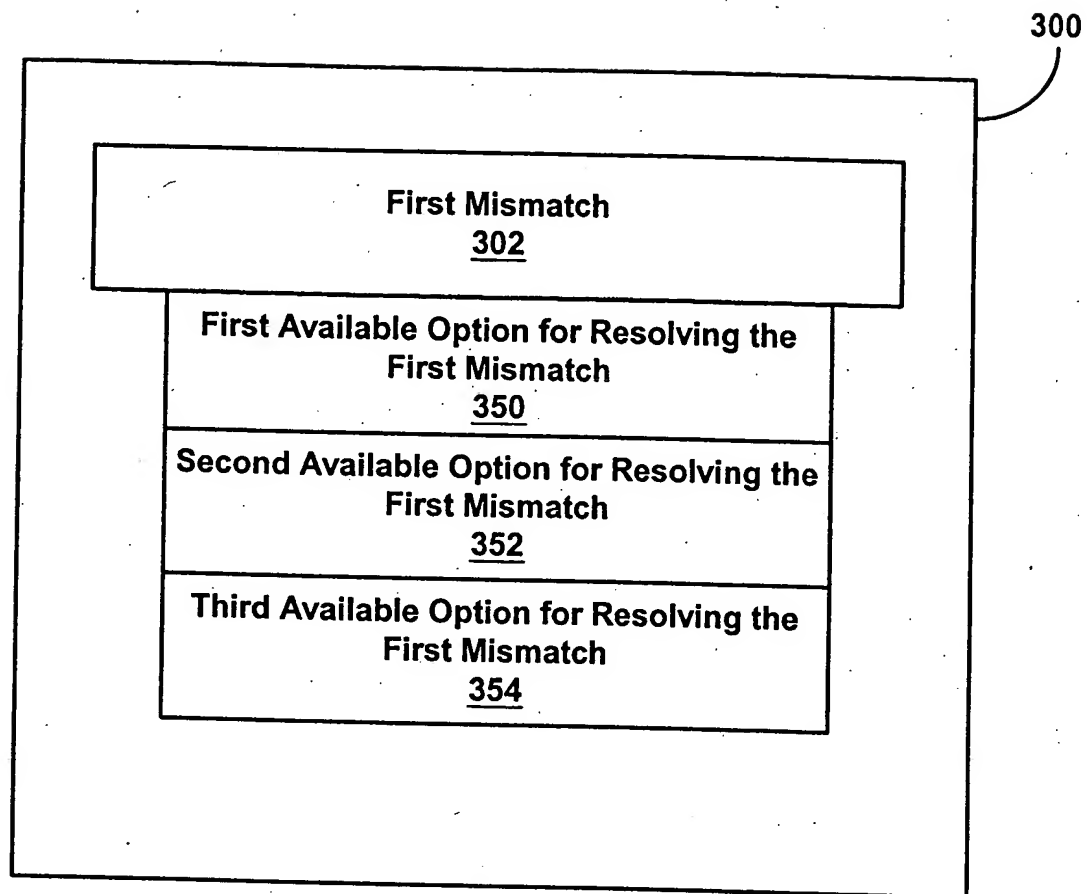 300
First Mismatch
302
First Available Option for Resolving the
First Mismatch
350
Second Available Option for Resolving the
First Mismatch
352
Third Available Option for Resolving the
First Mismatch
354